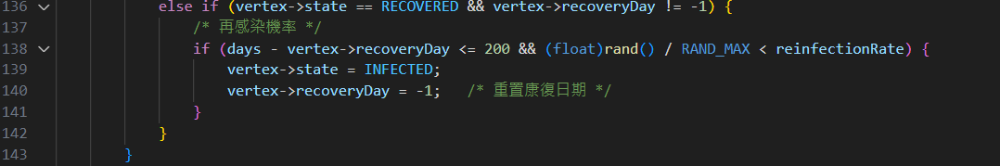 136 else if (vertex->state == RECOVERED && vertex->recoveryDay != -1) {
137 /* 再感染機率 */
138 if (days - vertex->recoveryDay <= 200 && (float)rand() / RAND_MAX < reinfectionRate) {
139 vertex->state = INFECTED;
140 vertex->recoveryDay = -1; /* 重置康復日期 */
141 }
142 }
143 }